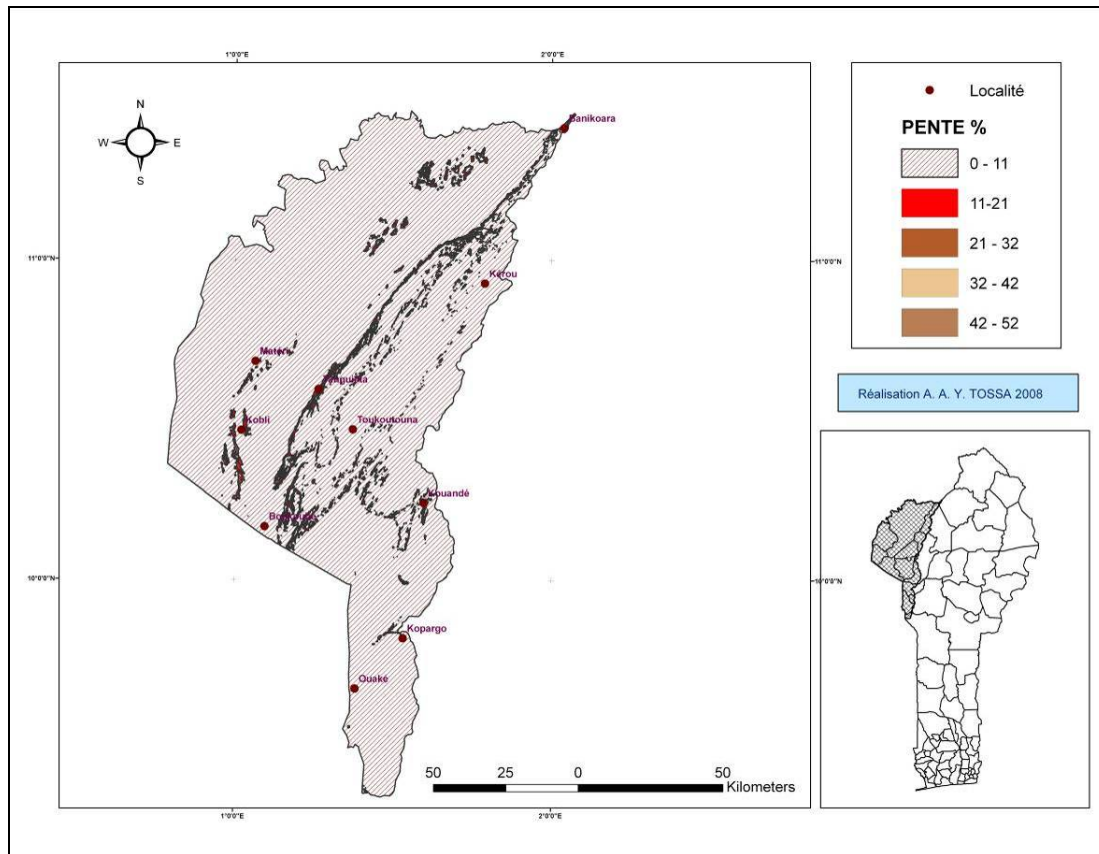 1°0'0"E
2°0'0"E
N
W
E
S
Banikoara
11°0'0"N
11°0'0"N
Kérou
Matéri
Kobli
Toukoutouna
Kouandé
10°0'0"N
10°0'0"N
Kopargo
Ouaké
50
25
0
50
Kilometers
1°0'0"E
2°0'0"E
Localité
PENTE %
0 - 11
11-21
21 - 32
32 - 42
42 - 52
Réalisation A. A. Y. TOSSA 2008